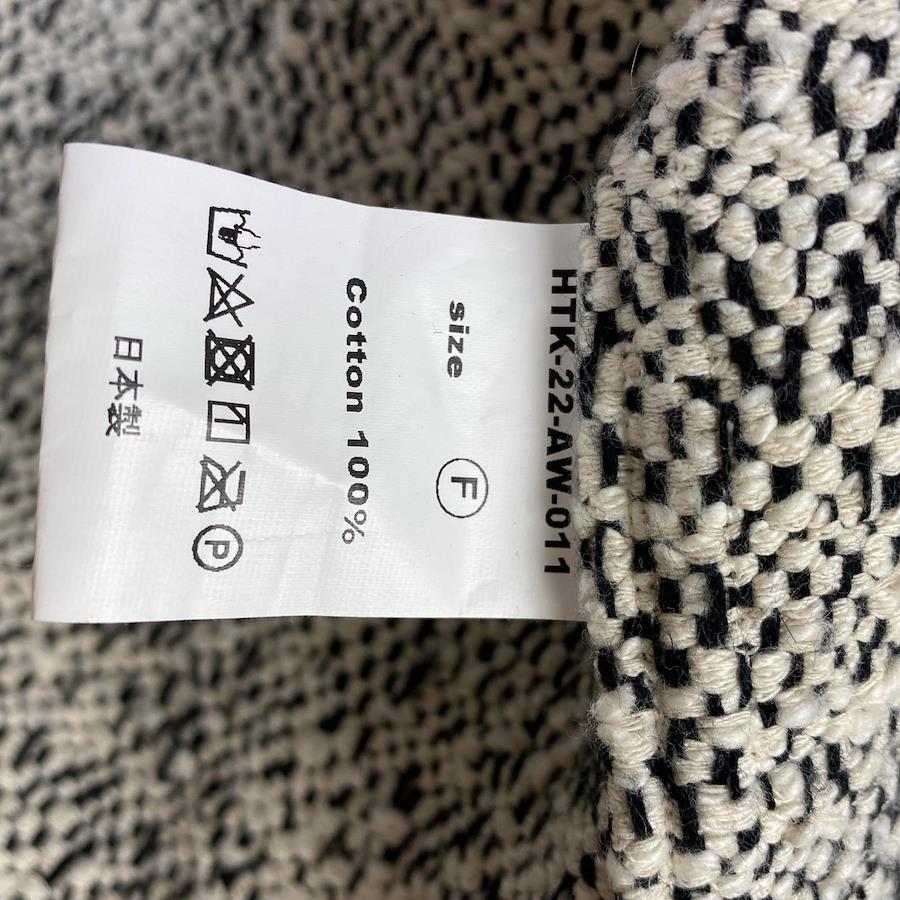 HTK-22-AW-011
size F
Cotton 100%
P
日本製